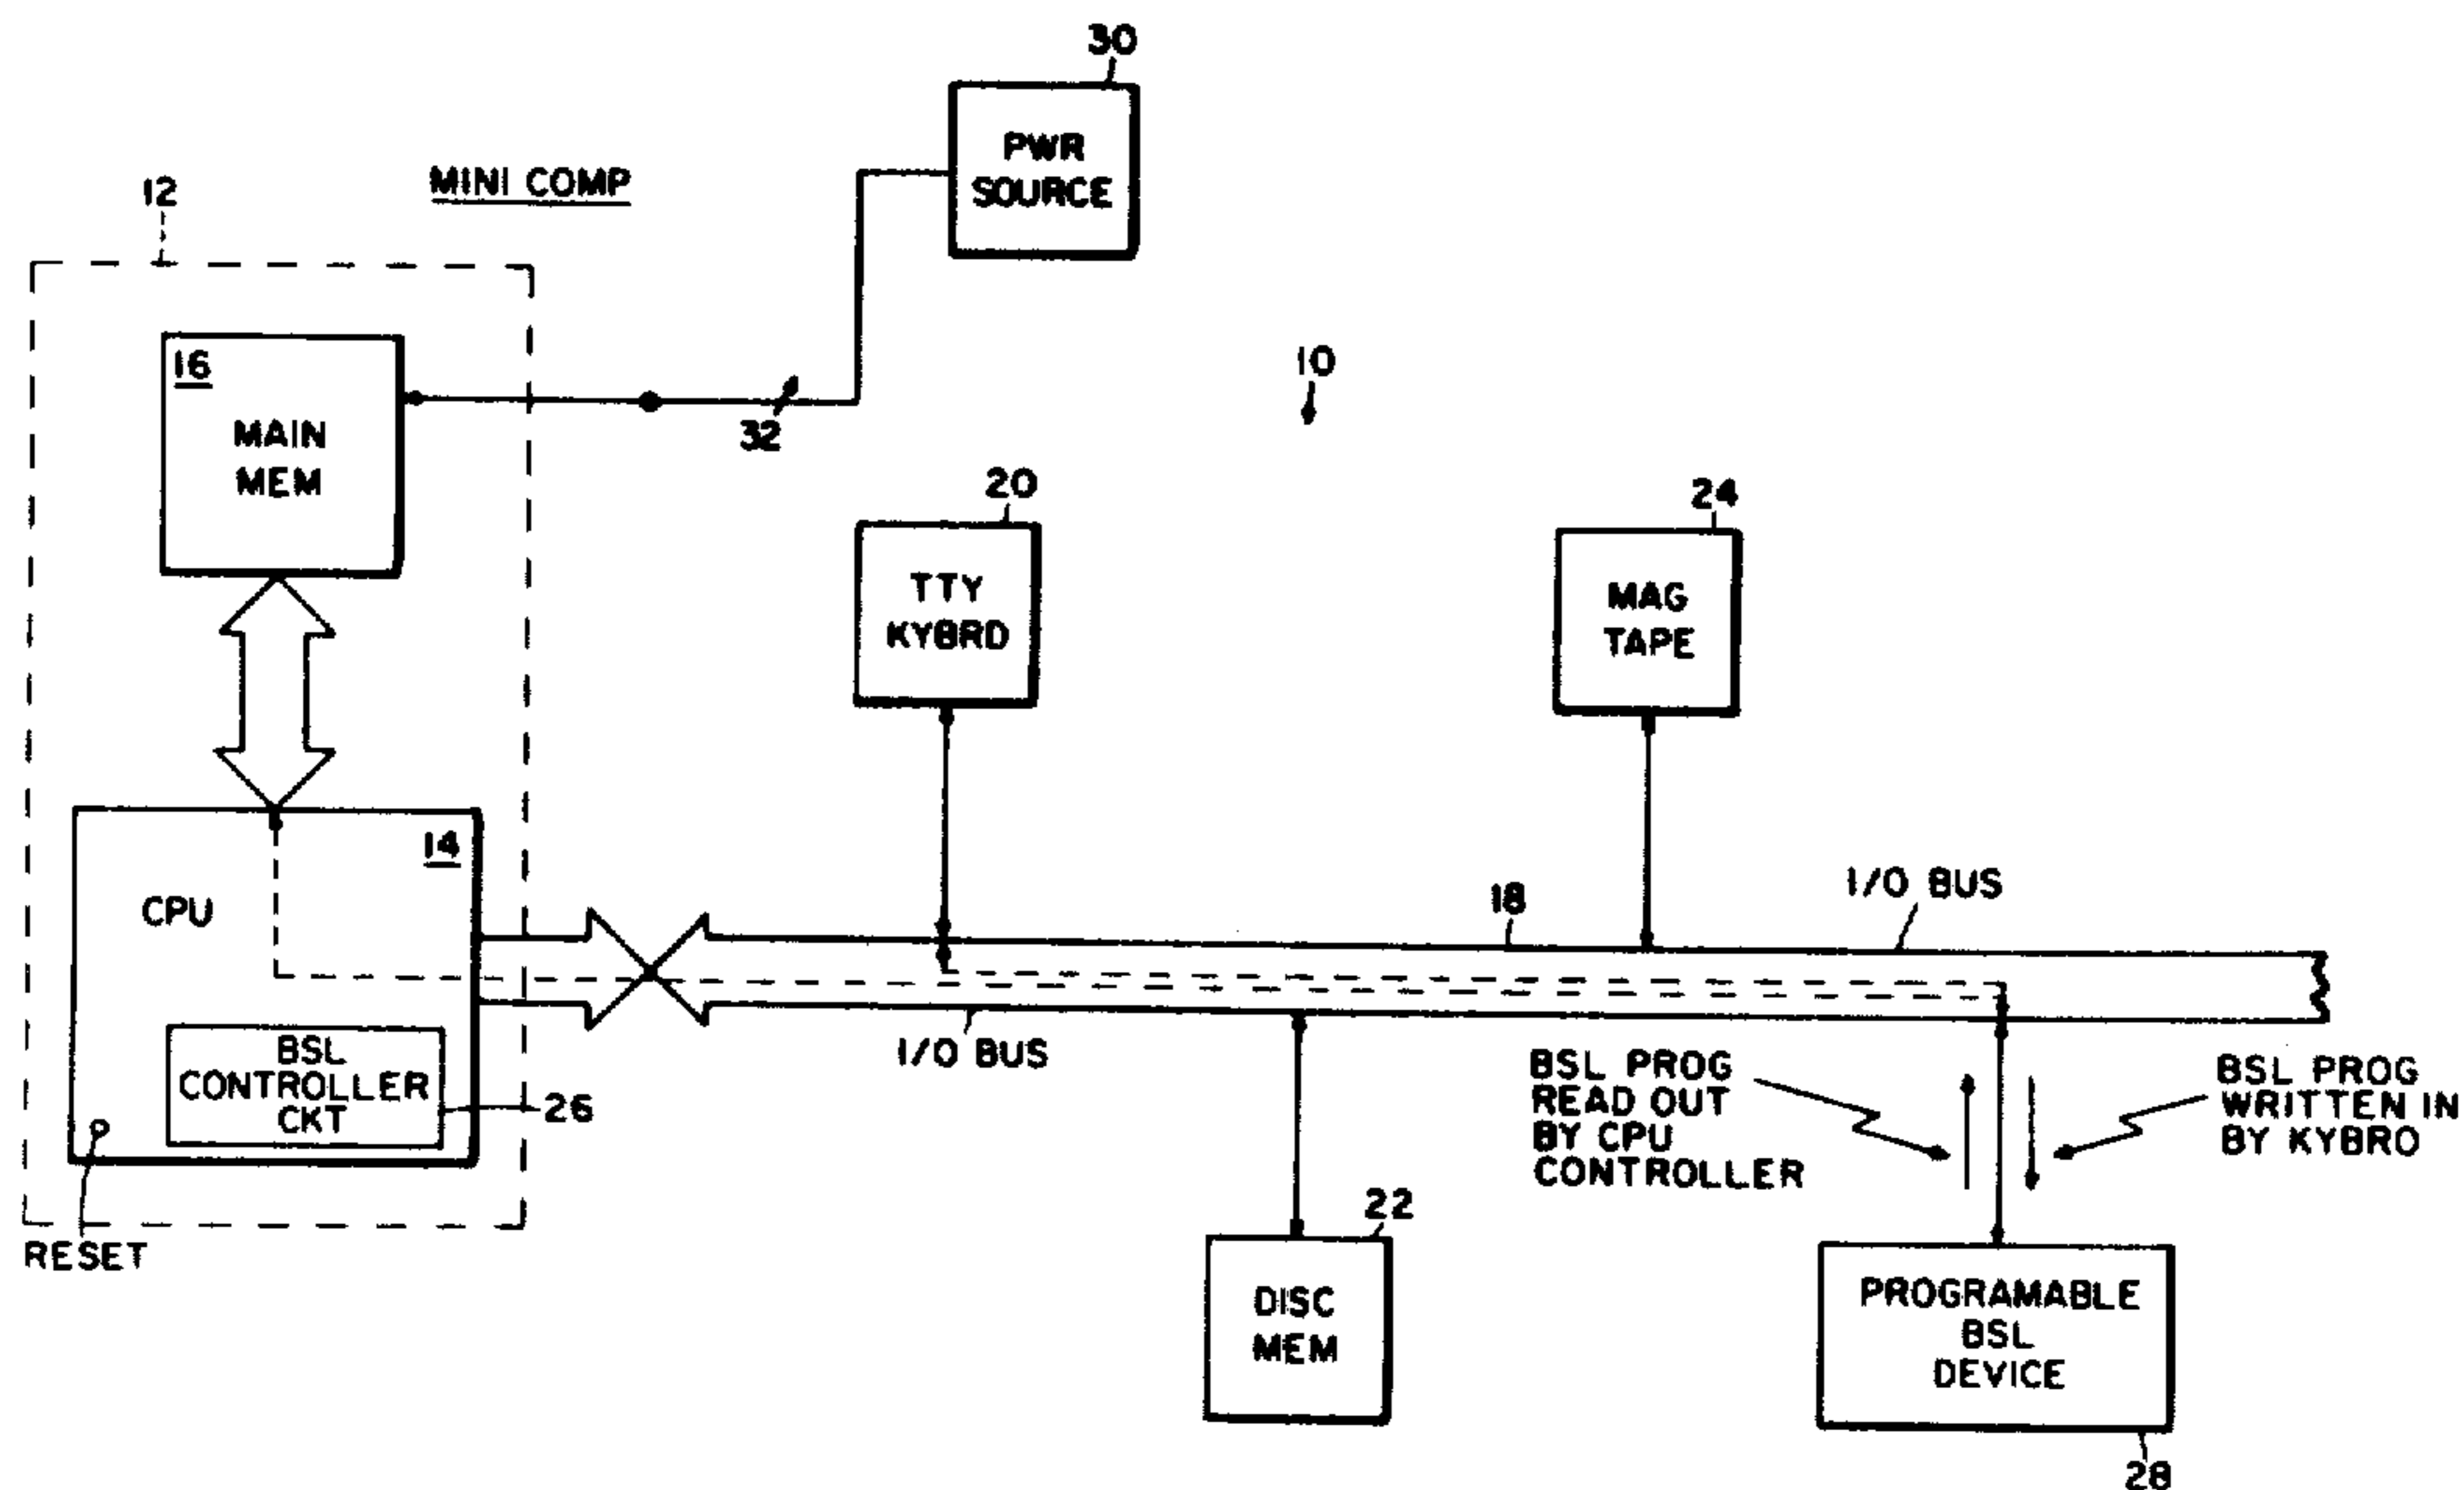 30
PWR
SOURCE
MINI COMP
12
10
16
MAIN
MEM
32
20
TTY
KYBRD
24
MAG
TAPE
14
CPU
18
I/O BUS
I/O BUS
BSL
CONTROLLER
CKT
26
RESET
BSL PROG
READ OUT
BY CPU
CONTROLLER
BSL PROG
WRITTEN IN
BY KYBRO
22
DISC
MEM
PROGRAMABLE
BSL
DEVICE
28